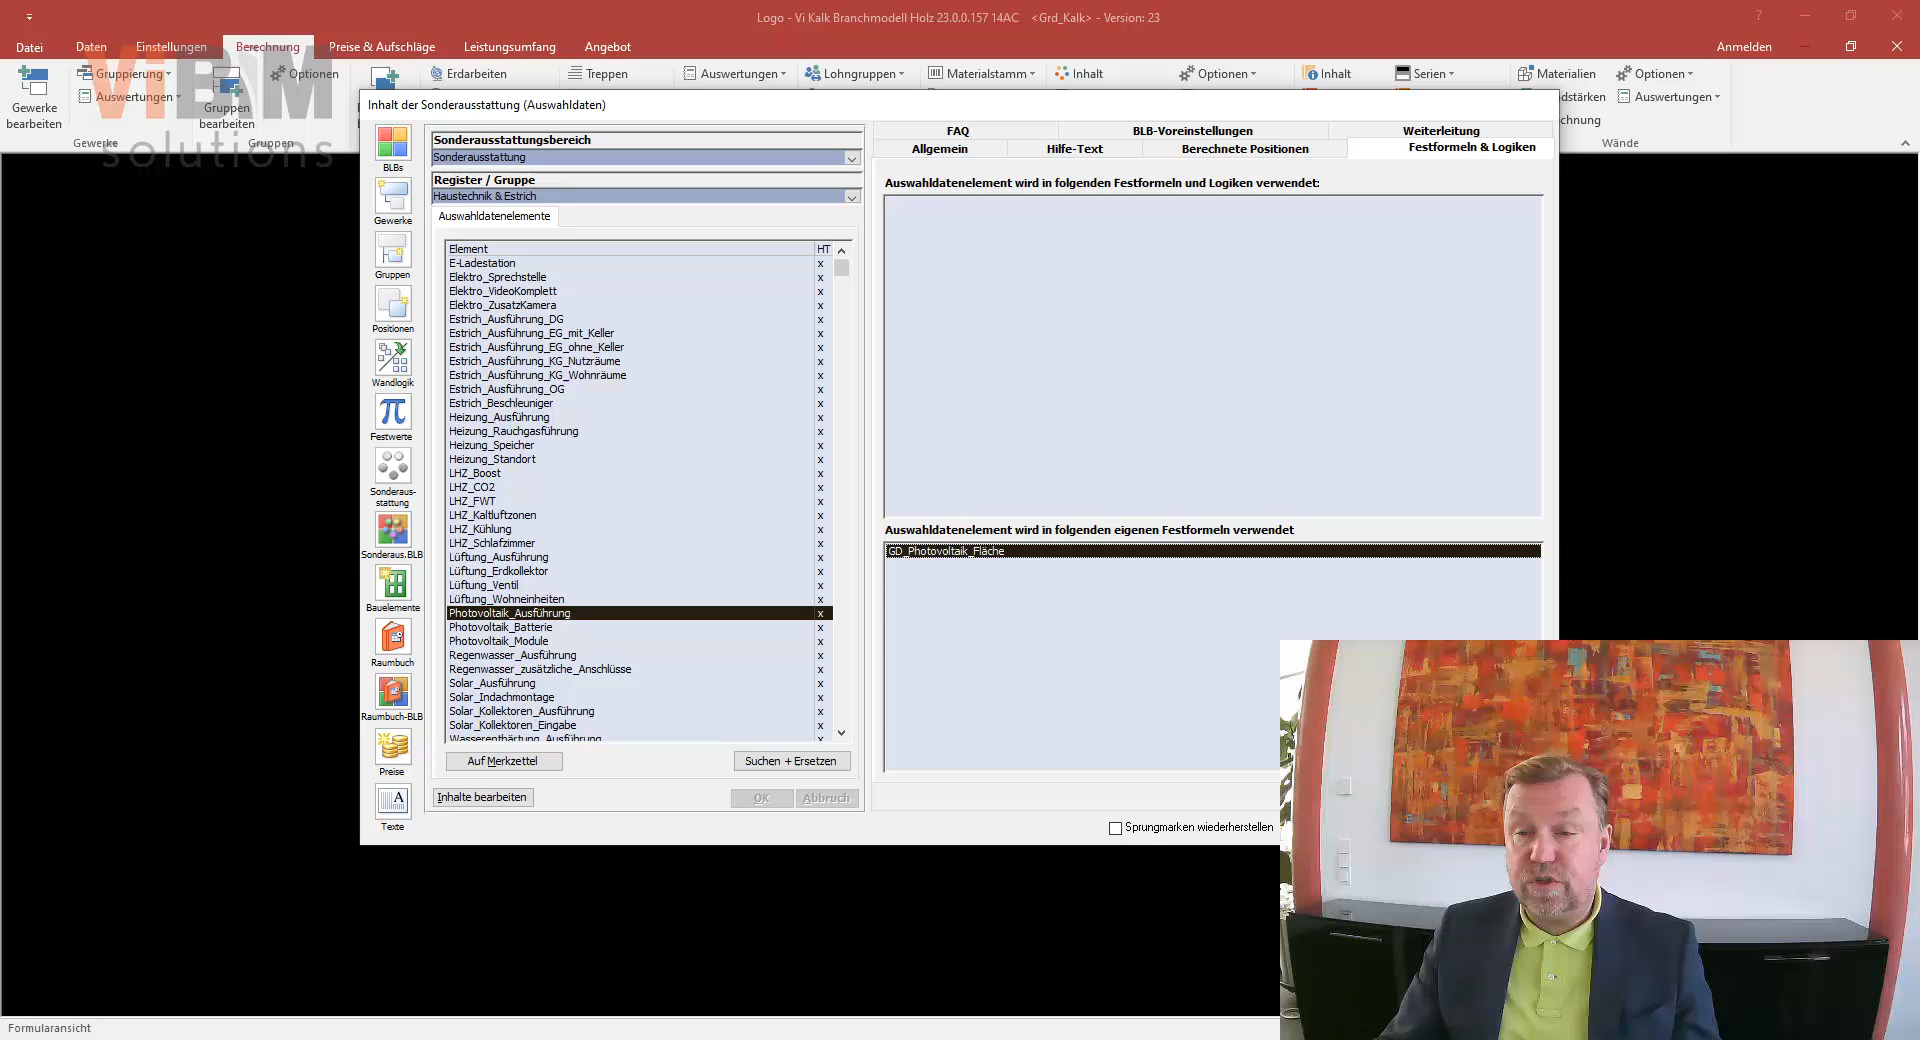 Logo - Vi Kalk Branchmodell Holz 23.0.0.157 14AC <Grd_Kalk> - Version: 23
Datei Daten Einstellungen Berechnung Preise & Aufschläge Leistungsumfang Angebot Anmelden
Gruppierung Optionen Erdarbeiten Treppen Auswertungen Lohngruppen Materialstamm Inhalt Optionen Inhalt Serien Materialien Optionen
Gewerke bearbeiten
Auswertungen
Gruppen bearbeiten
Auswertungen
Gewerke Gruppen Wände
ViBIM
solutions
Inhalt der Sonderausstattung (Auswahldaten)
BLBs
Gewerke
Gruppen
Positionen
Wandlogik
Festwerte
Sonderaus-
stattung
Sonderaus.BLB
Bauelemente
Raumbuch
Raumbuch-BLB
Preise
Texte
Sonderausstattungsbereich
Sonderausstattung
Register / Gruppe
Haustechnik & Estrich
Auswahldatenelemente
Element HT
E-Ladestation x
Elektro_Sprechstelle x
Elektro_VideoKomplett x
Elektro_ZusatzKamera x
Estrich_Ausführung_DG x
Estrich_Ausführung_EG_mit_Keller x
Estrich_Ausführung_EG_ohne_Keller x
Estrich_Ausführung_KG_Nutzräume x
Estrich_Ausführung_KG_Wohnräume x
Estrich_Ausführung_OG x
Estrich_Beschleuniger x
Heizung_Ausführung x
Heizung_Rauchgasführung x
Heizung_Speicher x
Heizung_Standort x
LHZ_Boost x
LHZ_CO2 x
LHZ_FWT x
LHZ_Kaltluftzonen x
LHZ_Kühlung x
LHZ_Schlafzimmer x
Lüftung_Ausführung x
Lüftung_Erdkollektor x
Lüftung_Ventil x
Lüftung_Wohneinheiten x
Photovoltaik_Ausführung x
Photovoltaik_Batterie x
Photovoltaik_Module x
Regenwasser_Ausführung x
Regenwasser_zusätzliche_Anschlüsse x
Solar_Ausführung x
Solar_Indachmontage x
Solar_Kollektoren_Ausführung x
Solar_Kollektoren_Eingabe x
Wasserenthärtung_Ausführung x
Auf Merkzettel Suchen + Ersetzen
Inhalte bearbeiten OK Abbruch
FAQ BLB-Voreinstellungen Weiterleitung
Allgemein Hilfe-Text Berechnete Positionen Festformeln & Logiken
Auswahldatenelement wird in folgenden Festformeln und Logiken verwendet:
Auswahldatenelement wird in folgenden eigenen Festformeln verwendet
GD_Photovoltaik_Fläche
Sprungmarken wiederherstellen
Formularansicht